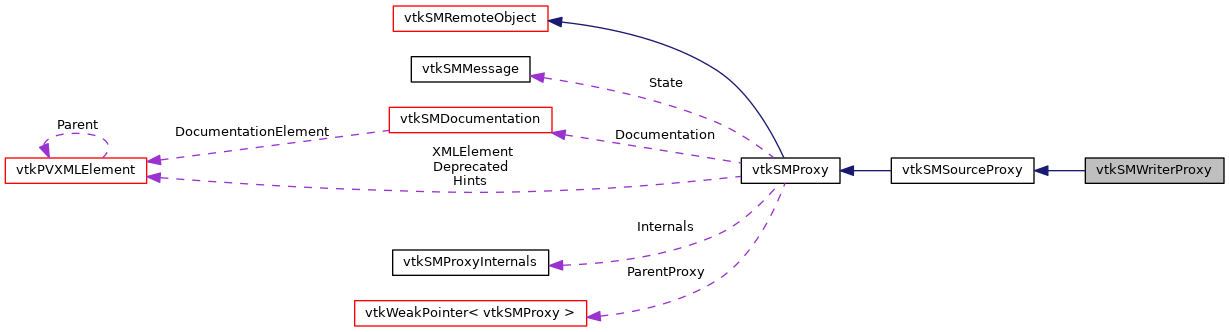 vtkSMRemoteObject
vtkSMMessage
State
vtkSMDocumentation
Parent
DocumentationElement
Documentation
XMLElement
Deprecated
Hints
vtkPVXMLElement
vtkSMProxy
vtkSMSourceProxy
vtkSMWriterProxy
Internals
vtkSMProxyInternals
ParentProxy
vtkWeakPointer< vtkSMProxy >